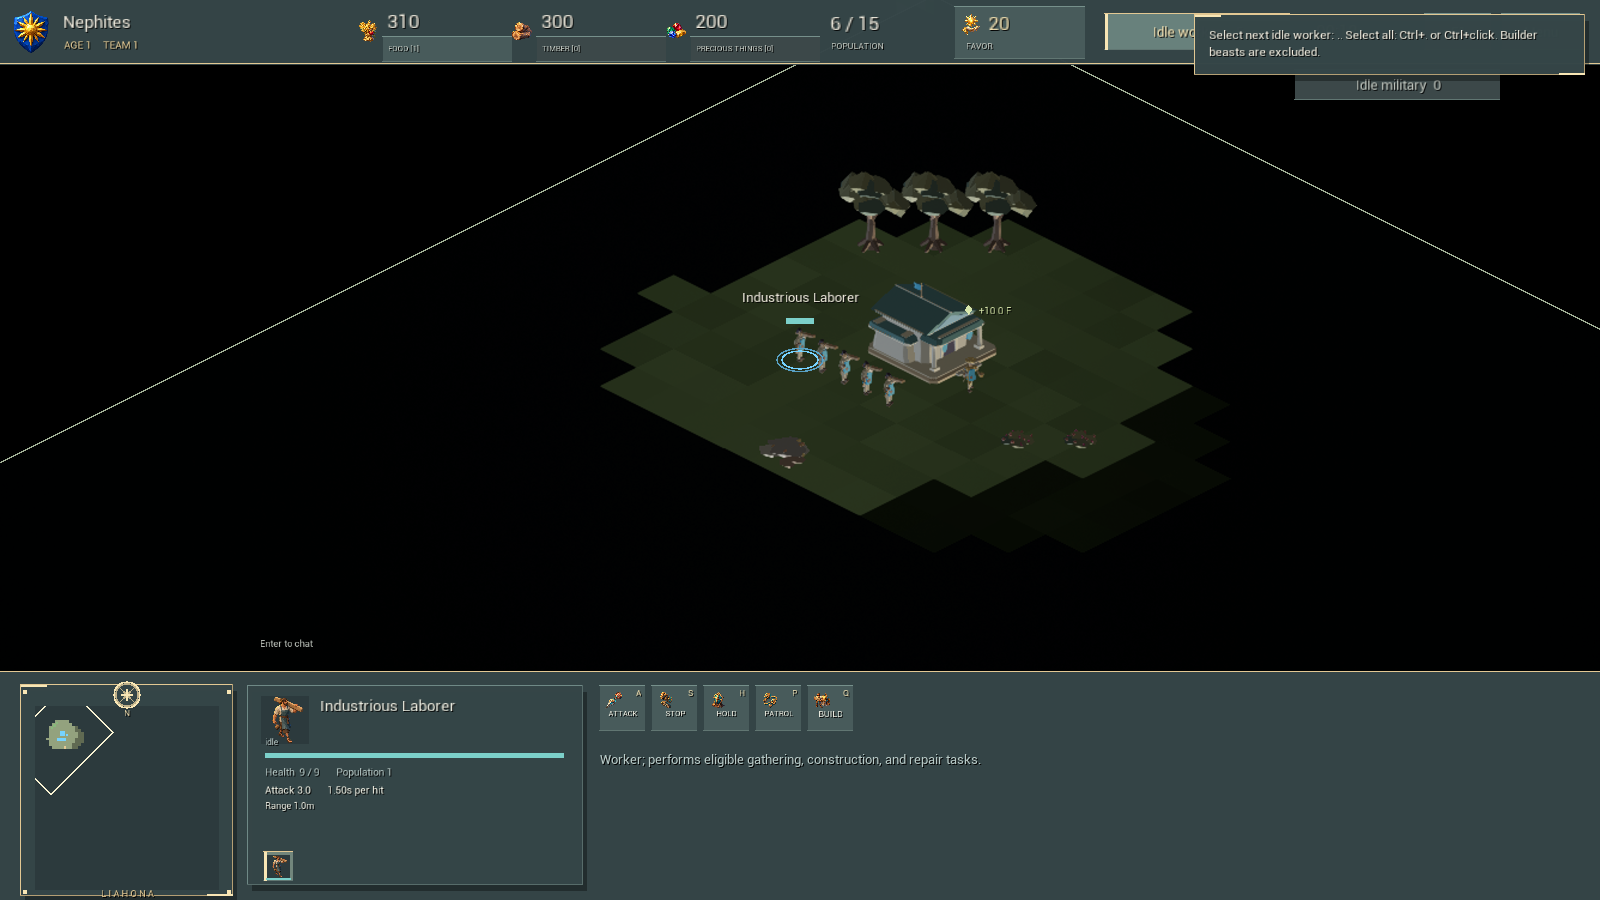 Nephites
AGE 1 TEAM 1
310
FOOD [1]
300
TIMBER [0]
200
PRECIOUS THINGS [0]
6 / 15
POPULATION
20
FAVOR
Idle
Select next idle worker: .. Select all: Ctrl+. or Ctrl+click. Builder
beasts are excluded.
Idle military 0
Industrious Laborer
+10 0 F
Enter to chat
N
LIAHONA
Industrious Laborer
idle
Health 9 / 9 Population 1
Attack 3.0 1.50s per hit
Range 1.0m
A
ATTACK
S
STOP
H
HOLD
P
PATROL
Q
BUILD
Worker; performs eligible gathering, construction, and repair tasks.